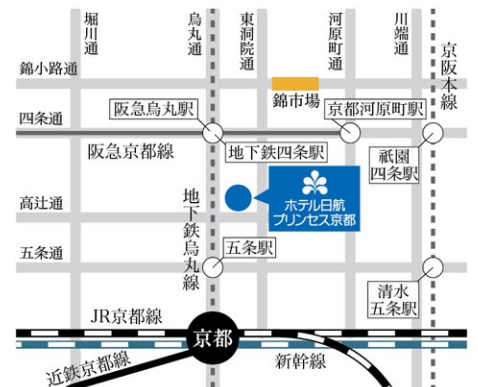 堀川通
烏丸通
東洞院通
河原町通
川端通
京阪本線
錦小路通
錦市場
四条通
阪急烏丸駅
京都河原町駅
阪急京都線
地下鉄四条駅
祇園
四条駅
ホテル日航
プリンセス京都
高辻通
地下鉄烏丸線
五条通
五条駅
清水
五条駅
JR京都線
京都
新幹線
近鉄京都線